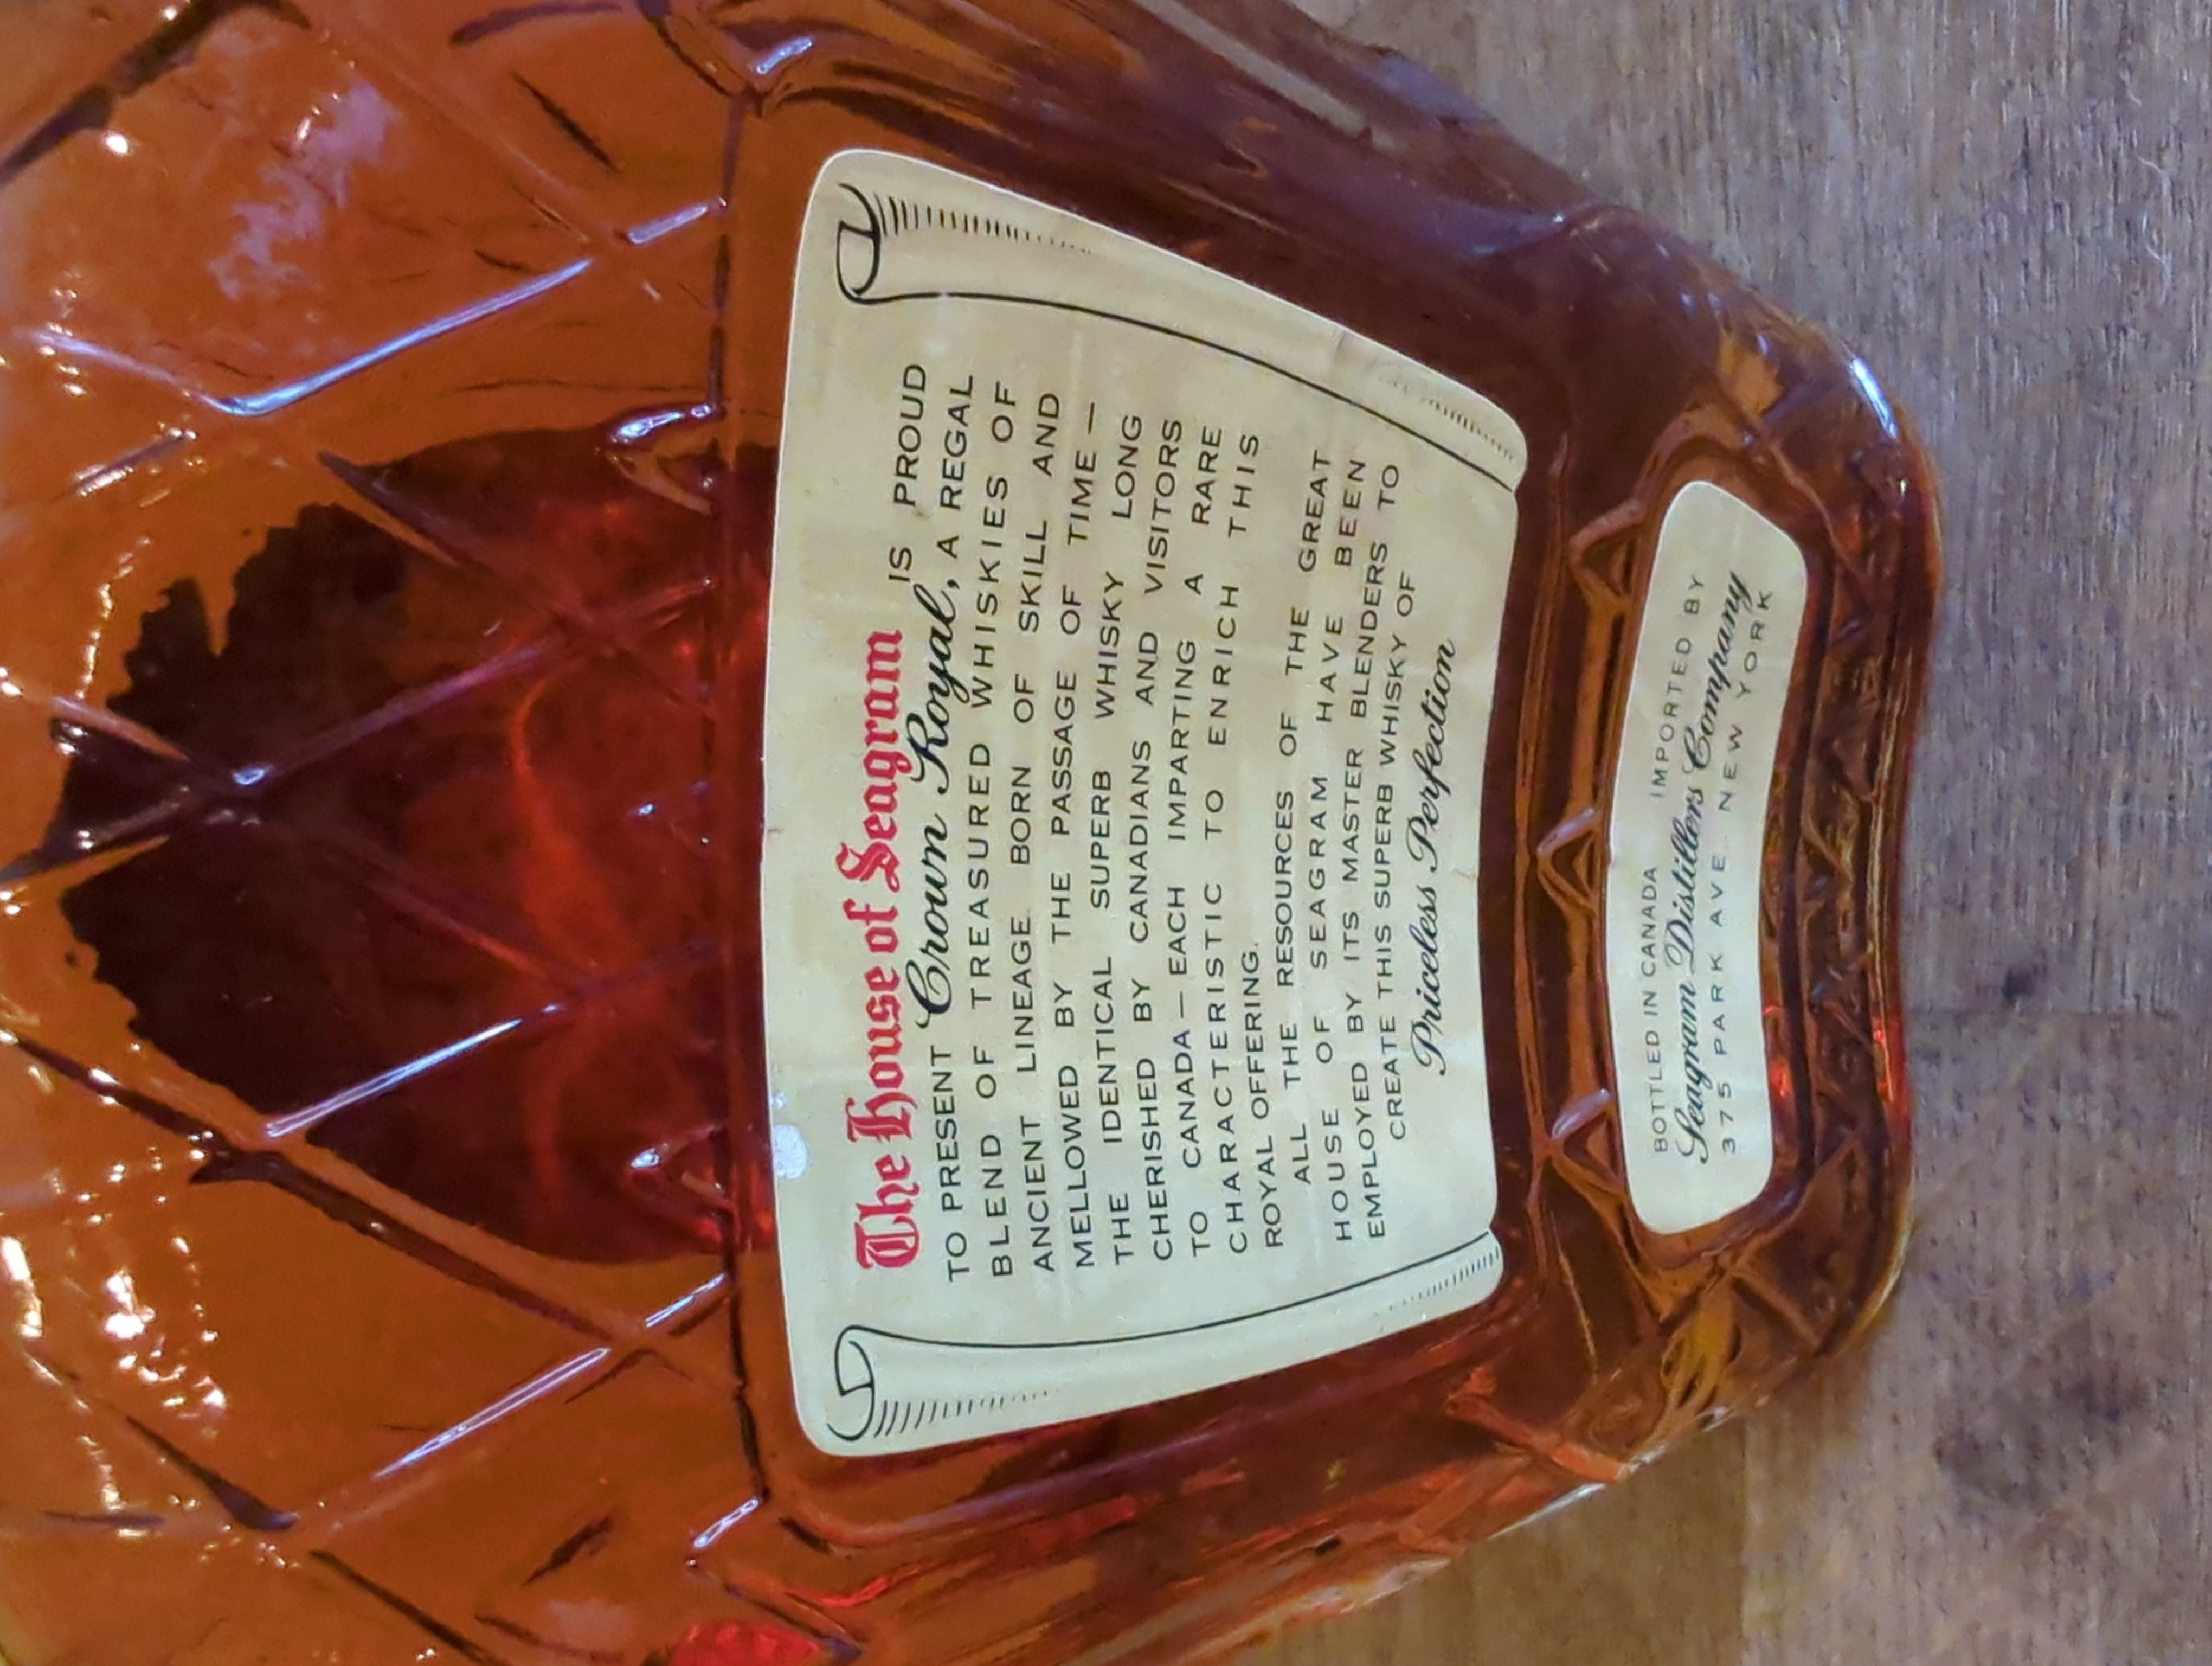 The House of Seagram IS PROUD
TO PRESENT Crown Royal, A REGAL
BLEND OF TREASURED WHISKIES OF
ANCIENT LINEAGE BORN OF SKILL AND
MELLOWED BY THE PASSAGE OF TIME —
THE IDENTICAL SUPERB WHISKY LONG
CHERISHED BY CANADIANS AND VISITORS
TO CANADA — EACH IMPARTING A RARE
CHARACTERISTIC TO ENRICH THIS
ROYAL OFFERING.
ALL THE RESOURCES OF THE GREAT
HOUSE OF SEAGRAM HAVE BEEN
EMPLOYED BY ITS MASTER BLENDERS TO
CREATE THIS SUPERB WHISKY OF
Priceless Perfection
BOTTLED IN CANADA IMPORTED BY
Seagram Distillers Company
375 PARK AVE. NEW YORK